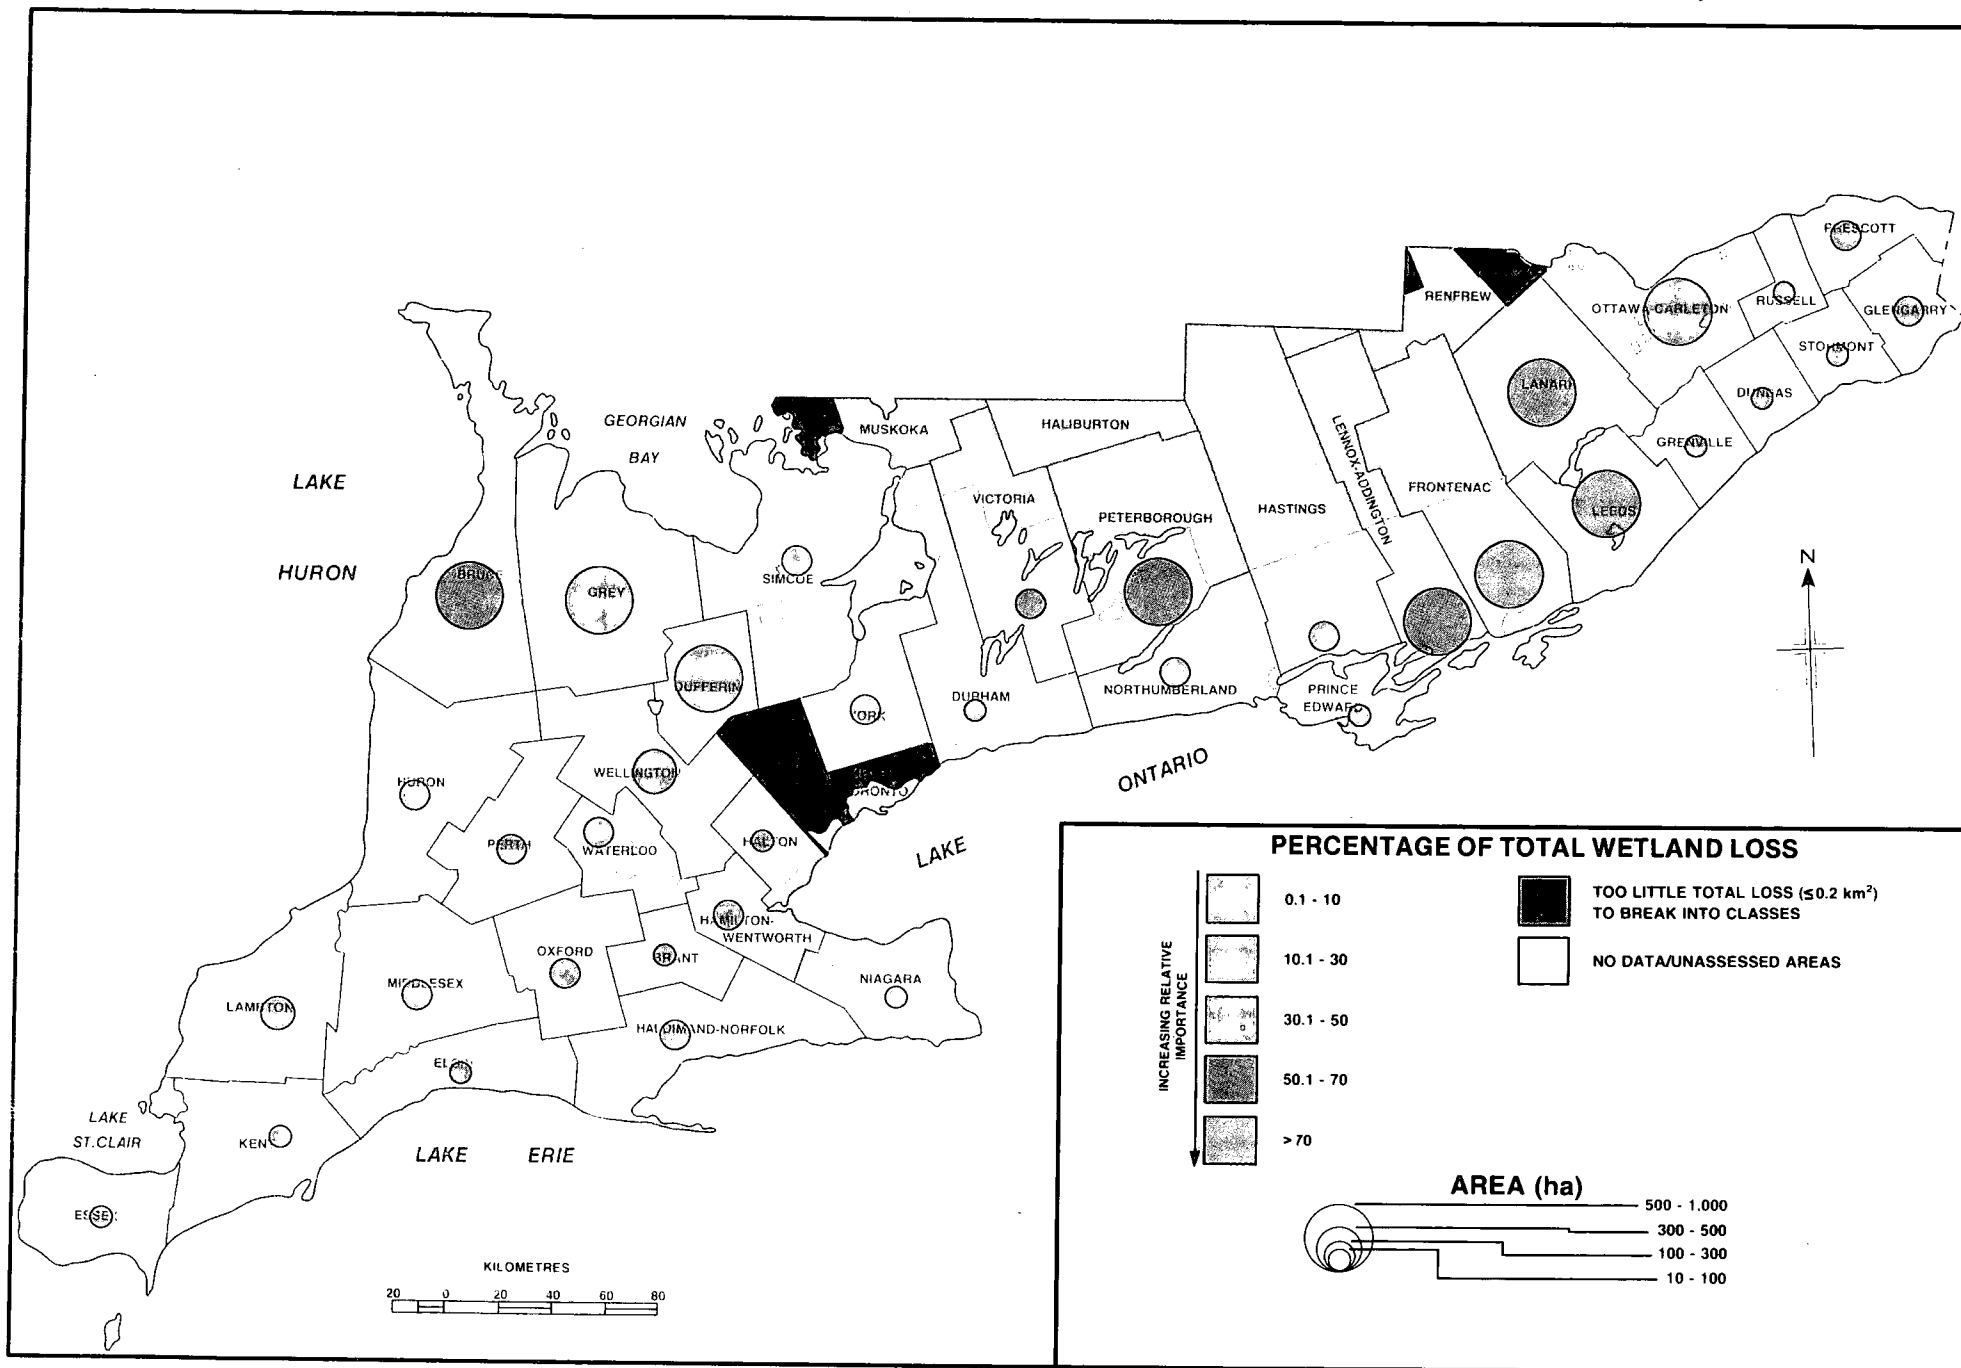 PRESCOTT
RENFREW
OTTAWA-CARLETON
RUSSELL
GLENGARRY
STORMONT
LANARK
DUNDAS
GEORGIAN
BAY
MUSKOKA
HALIBURTON
GRENVILLE
LAKE
HURON
VICTORIA
PETERBOROUGH
HASTINGS
LENNOX-ADDINGTON
FRONTENAC
LEEDS
N
BRUCE
GREY
SIMCOE
DUFFERIN
YORK
DURHAM
NORTHUMBERLAND
PRINCE
EDWARD
HURON
WELLINGTON
TORONTO
LAKE
ONTARIO
PERTH
WATERLOO
HALTON
HAMILTON-
WENTWORTH
OXFORD
BRANT
NIAGARA
LAMBTON
MIDDLESEX
HALDIMAND-NORFOLK
ELGIN
LAKE
ST.CLAIR
KENT
LAKE ERIE
ESSEX
KILOMETRES
20 0 20 40 60 80
PERCENTAGE OF TOTAL WETLAND LOSS
INCREASING RELATIVE
IMPORTANCE
0.1 - 10
10.1 - 30
30.1 - 50
50.1 - 70
>70
TOO LITTLE TOTAL LOSS (≤0.2 km²)
TO BREAK INTO CLASSES
NO DATA/UNASSESSED AREAS
AREA (ha)
500 - 1.000
300 - 500
100 - 300
10 - 100